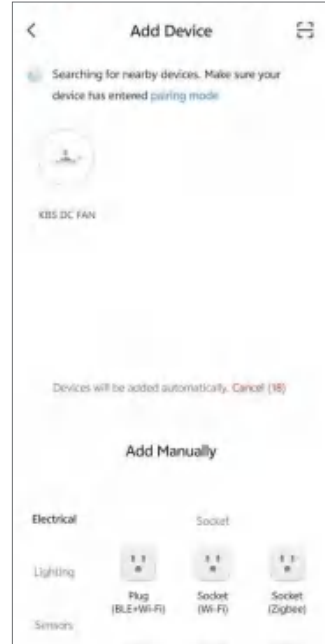 Add Device
Searching for nearby devices. Make sure your
device has entered pairing mode
KBS DC FAN
Devices will be added automatically. Cancel (18)
Add Manually
Electrical
Socket
Lighting
Plug
(BLE+Wi-Fi)
Socket
(Wi-Fi)
Socket
(Zigbee)
Sensors